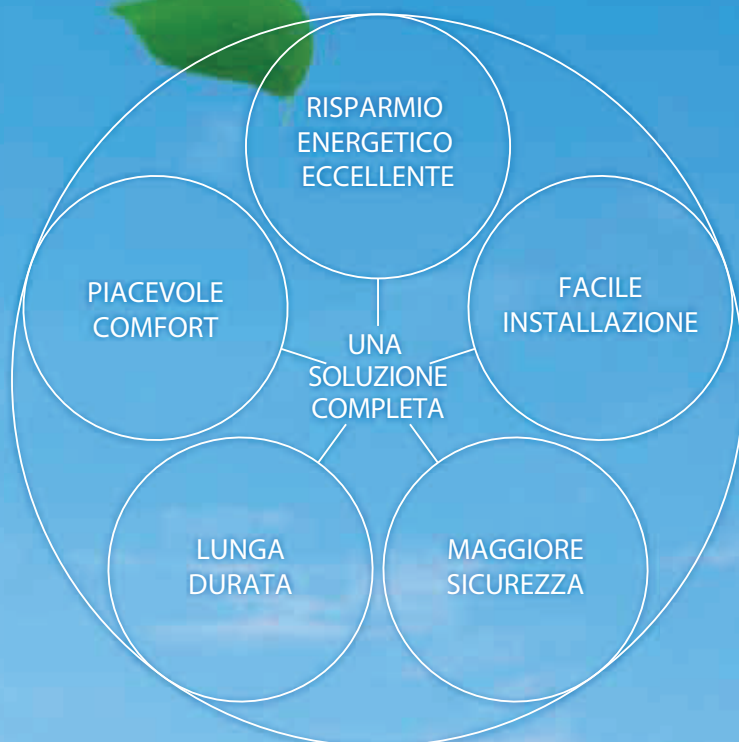 RISPARMIO
ENERGETICO
ECCELLENTE
PIACEVOLE
COMFORT
FACILE
INSTALLAZIONE
UNA
SOLUZIONE
COMPLETA
LUNGA
DURATA
MAGGIORE
SICUREZZA